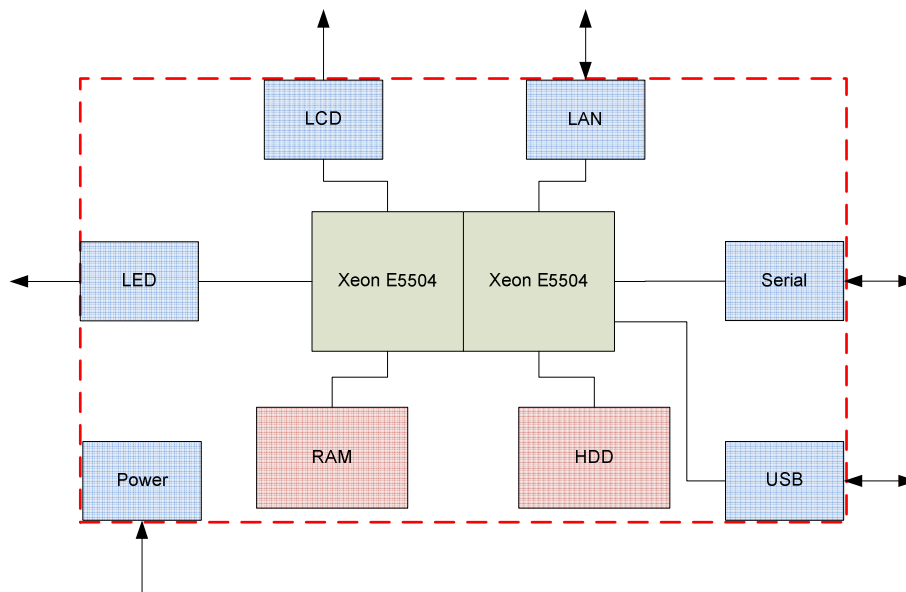 LCD
LAN
LED
Xeon E5504
Xeon E5504
Serial
RAM
HDD
Power
USB